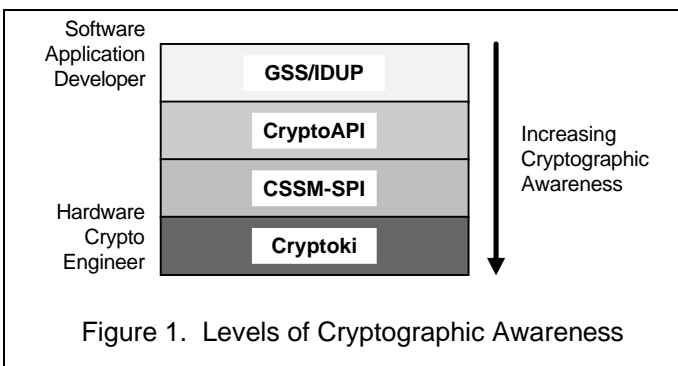 Software
Application
Developer
GSS/IDUP
CryptoAPI
CSSM-SPI
Cryptoki
Hardware
Crypto
Engineer
Increasing
Cryptographic
Awareness
Figure 1. Levels of Cryptographic Awareness